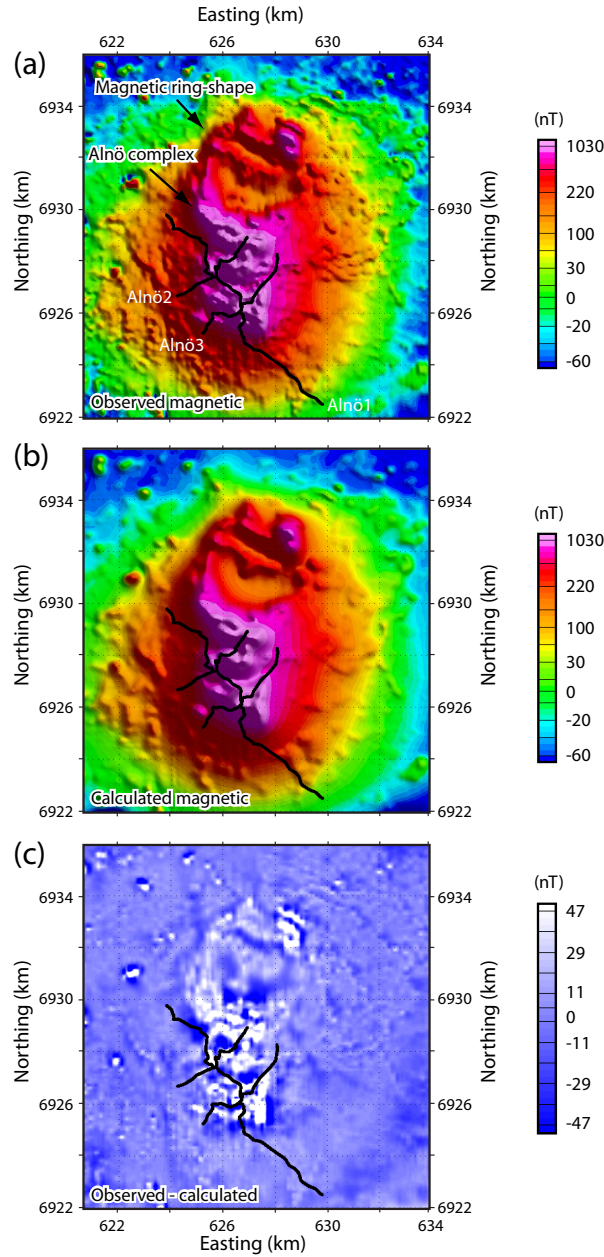 Easting (km)
622 626 630 634
(a)
Magnetic ring-shape
Alnö complex
Alnö2
Alnö3
Alnö1
Observed magnetic
6934
6930
6926
6922
Northing (km)
6934
6930
6926
6922
Northing (km)
(nT)
1030
220
100
30
0
-20
-60
(b)
Calculated magnetic
6934
6930
6926
6922
Northing (km)
6934
6930
6926
6922
Northing (km)
(nT)
1030
220
100
30
0
-20
-60
(c)
Observed - calculated
6934
6930
6926
6922
Northing (km)
6934
6930
6926
6922
Northing (km)
(nT)
47
29
11
0
-11
-29
-47
622 626 630 634
Easting (km)